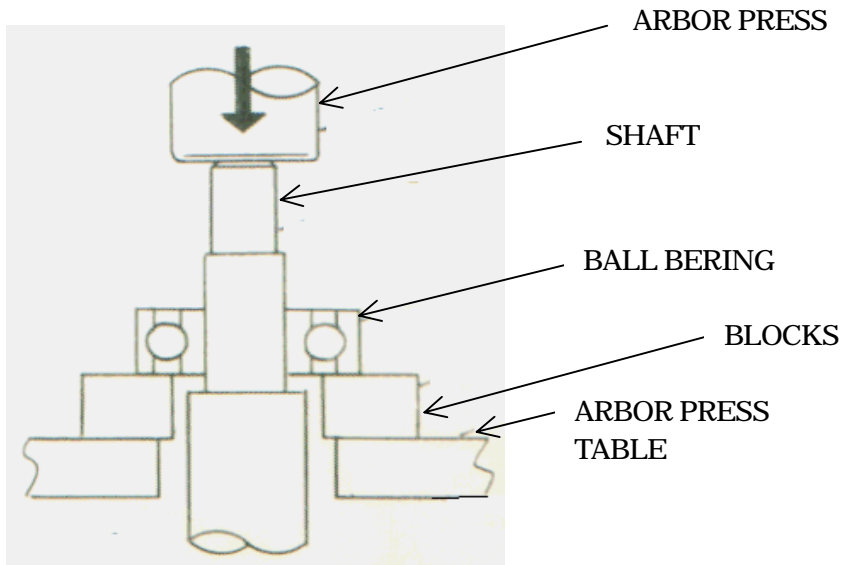 ARBOR PRESS
SHAFT
BALL BERING
BLOCKS
ARBOR PRESS
TABLE